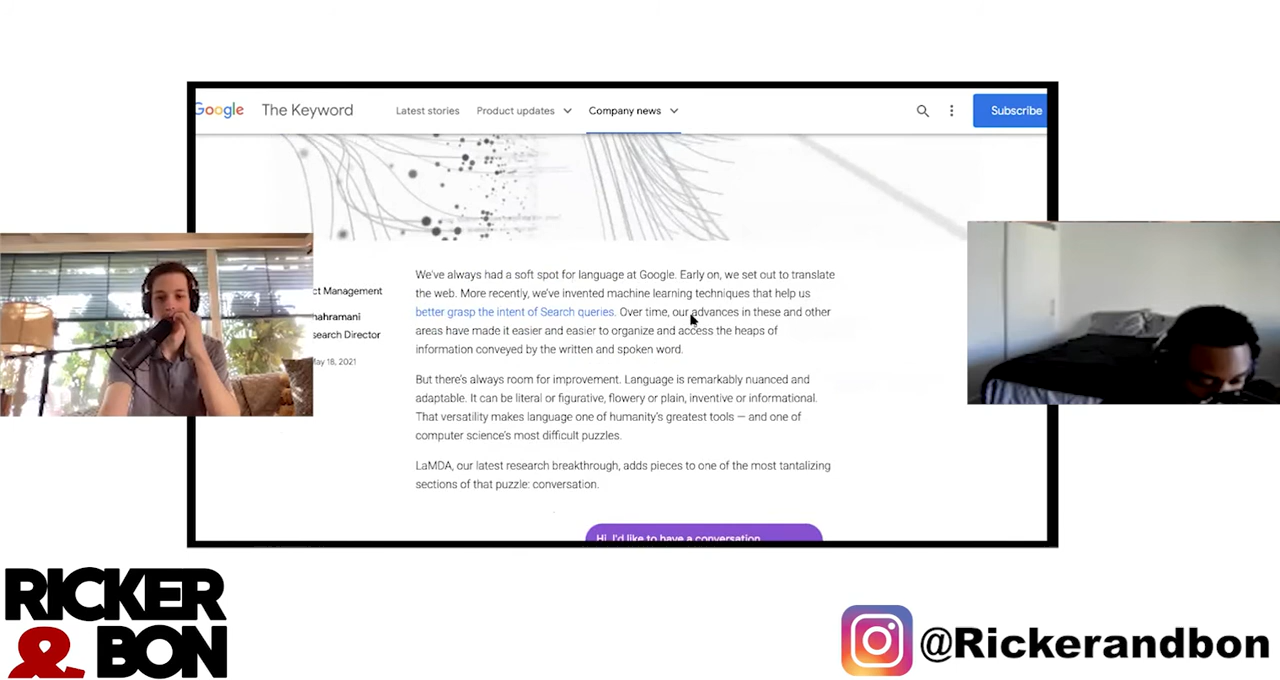 Google The Keyword Latest stories Product updates Company news Subscribe
We've always had a soft spot for language at Google. Early on, we set out to translate
the web. More recently, we've invented machine learning techniques that help us
better grasp the intent of Search queries. Over time, our advances in these and other
areas have made it easier and easier to organize and access the heaps of
information conveyed by the written and spoken word.
ct Management
hahramani
search Director
May 18, 2021
But there's always room for improvement. Language is remarkably nuanced and
adaptable. It can be literal or figurative, flowery or plain, inventive or informational.
That versatility makes language one of humanity's greatest tools — and one of
computer science's most difficult puzzles.
LaMDA, our latest research breakthrough, adds pieces to one of the most tantalizing
sections of that puzzle: conversation.
Hi, I'd like to have a conversation
RICKER
& BON
@Rickerandbon